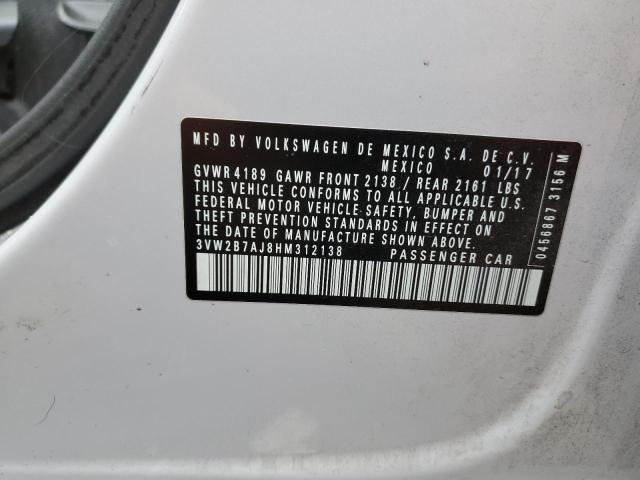 MFD BY VOLKSWAGEN DE MEXICO S.A. DE C.V.
MEXICO 01/17
GVWR 4189 GAWR FRONT 2138 / REAR 2161 LBS
THIS VEHICLE CONFORMS TO ALL APPLICABLE U.S.
FEDERAL MOTOR VEHICLE SAFETY, BUMPER AND
THEFT PREVENTION STANDARDS IN EFFECT ON
THE DATE OF MANUFACTURE SHOWN ABOVE.
3VW2B7AJ8HM312138 PASSENGER CAR
0456867 3156 M